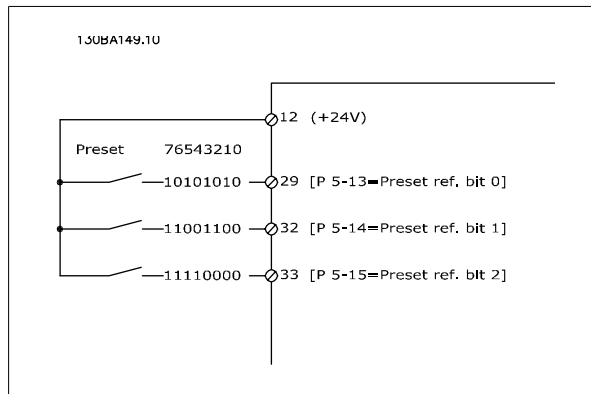 130BA149.10
12 (+24V)
Preset 76543210
10101010 29 [P 5-13=Preset ref. bit 0]
11001100 32 [P 5-14=Preset ref. bit 1]
11110000 33 [P 5-15=Preset ref. bit 2]